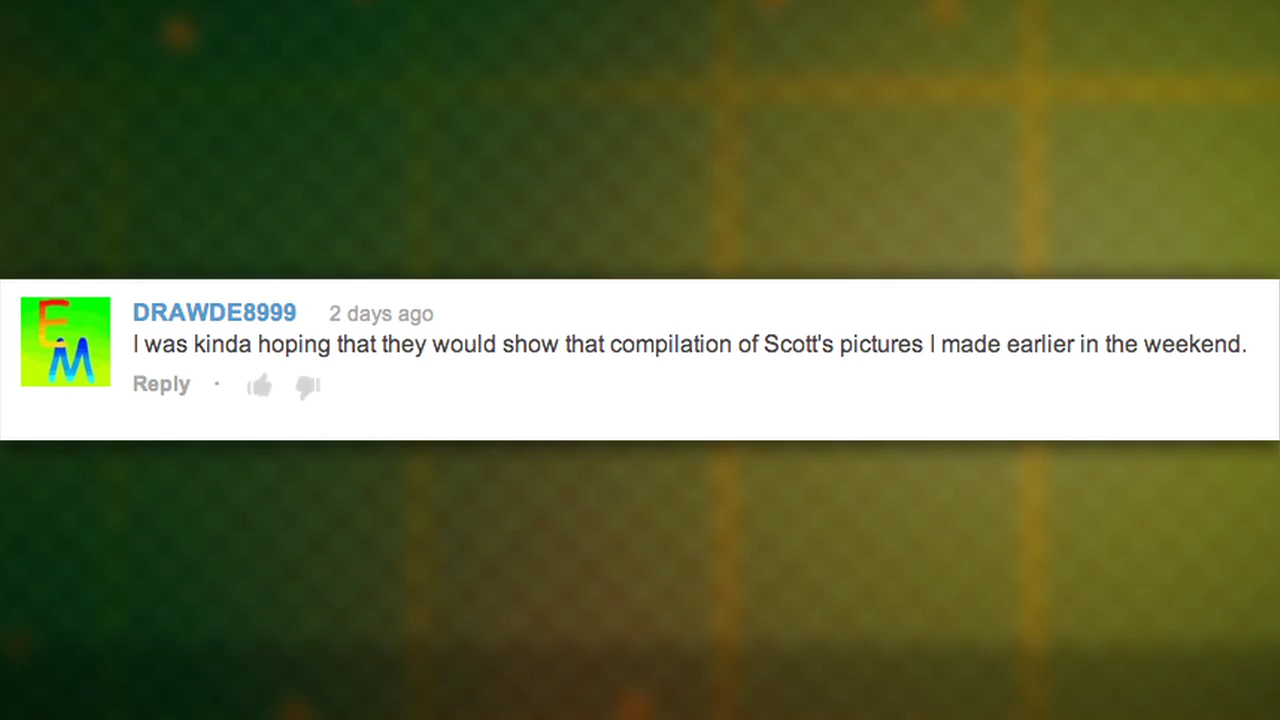 E
M
DRAWDE8999 2 days ago
I was kinda hoping that they would show that compilation of Scott's pictures I made earlier in the weekend.
Reply ·